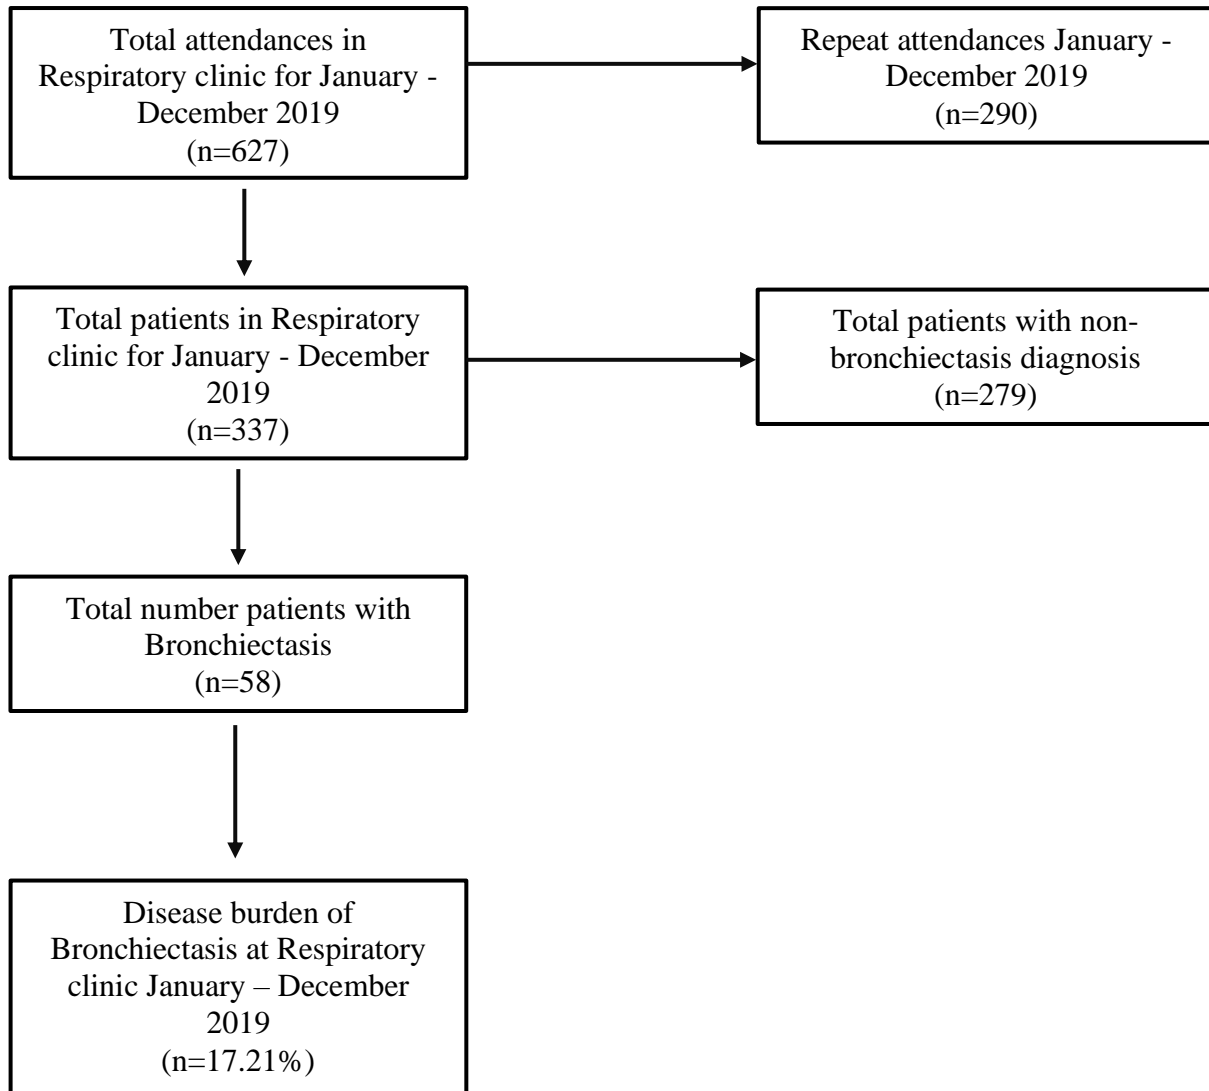 Total attendances in
Respiratory clinic for January -
December 2019
(n=627)
Repeat attendances January -
December 2019
(n=290)
Total patients in Respiratory
clinic for January - December
2019
(n=337)
Total patients with non-
bronchiectasis diagnosis
(n=279)
Total number patients with
Bronchiectasis
(n=58)
Disease burden of
Bronchiectasis at Respiratory
clinic January – December
2019
(n=17.21%)